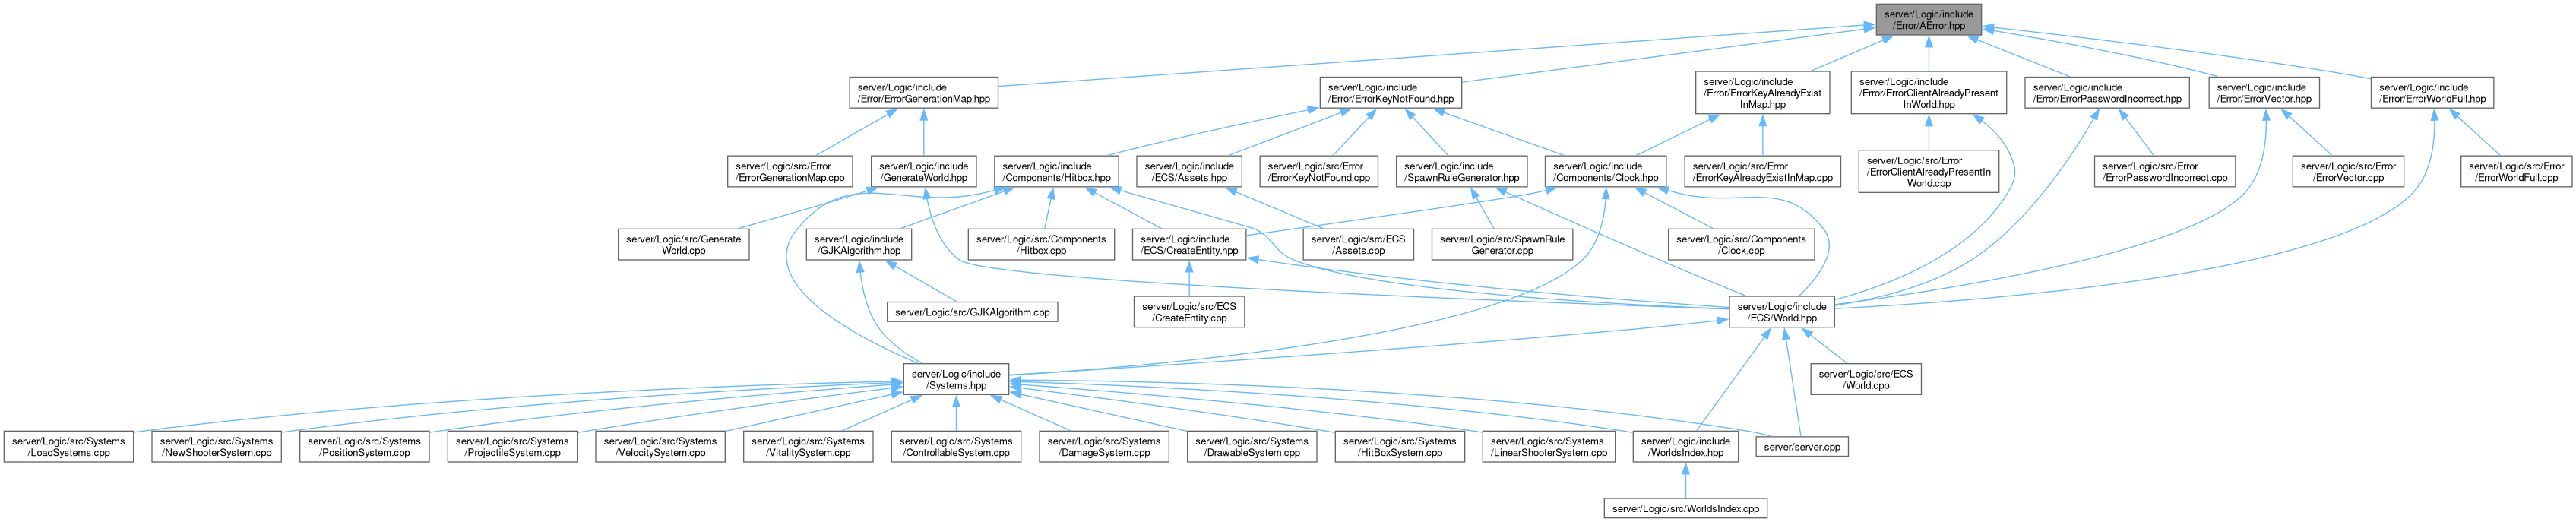 server/Logic/include
/Error/AError.hpp
server/Logic/include
/Error/ErrorGenerationMap.hpp
server/Logic/include
/Error/ErrorKeyNotFound.hpp
server/Logic/include
/Error/ErrorKeyAlreadyExist
InMap.hpp
server/Logic/include
/Error/ErrorClientAlreadyPresent
InWorld.hpp
server/Logic/include
/Error/ErrorPasswordIncorrect.hpp
server/Logic/include
/Error/ErrorVector.hpp
server/Logic/include
/Error/ErrorWorldFull.hpp
server/Logic/src/Error
/ErrorGenerationMap.cpp
server/Logic/include
/GenerateWorld.hpp
server/Logic/include
/Components/Hitbox.hpp
server/Logic/include
/ECS/Assets.hpp
server/Logic/src/Error
/ErrorKeyNotFound.cpp
server/Logic/include
/SpawnRuleGenerator.hpp
server/Logic/include
/Components/Clock.hpp
server/Logic/src/Error
/ErrorKeyAlreadyExistInMap.cpp
server/Logic/src/Error
/ErrorClientAlreadyPresentIn
World.cpp
server/Logic/src/Error
/ErrorPasswordIncorrect.cpp
server/Logic/src/Error
/ErrorVector.cpp
server/Logic/src/Error
/ErrorWorldFull.cpp
server/Logic/src/Generate
World.cpp
server/Logic/include
/GJKAlgorithm.hpp
server/Logic/src/Components
/Hitbox.cpp
server/Logic/include
/ECS/CreateEntity.hpp
server/Logic/src/ECS
/Assets.cpp
server/Logic/src/SpawnRule
Generator.cpp
server/Logic/src/Components
/Clock.cpp
server/Logic/src/GJKAlgorithm.cpp
server/Logic/src/ECS
/CreateEntity.cpp
server/Logic/include
/ECS/World.hpp
server/Logic/include
/Systems.hpp
server/Logic/src/ECS
/World.cpp
server/Logic/src/Systems
/LoadSystems.cpp
server/Logic/src/Systems
/NewShooterSystem.cpp
server/Logic/src/Systems
/PositionSystem.cpp
server/Logic/src/Systems
/ProjectileSystem.cpp
server/Logic/src/Systems
/VelocitySystem.cpp
server/Logic/src/Systems
/VitalitySystem.cpp
server/Logic/src/Systems
/ControllableSystem.cpp
server/Logic/src/Systems
/DamageSystem.cpp
server/Logic/src/Systems
/DrawableSystem.cpp
server/Logic/src/Systems
/HitBoxSystem.cpp
server/Logic/src/Systems
/LinearShooterSystem.cpp
server/Logic/include
/WorldsIndex.hpp
server/server.cpp
server/Logic/src/WorldsIndex.cpp